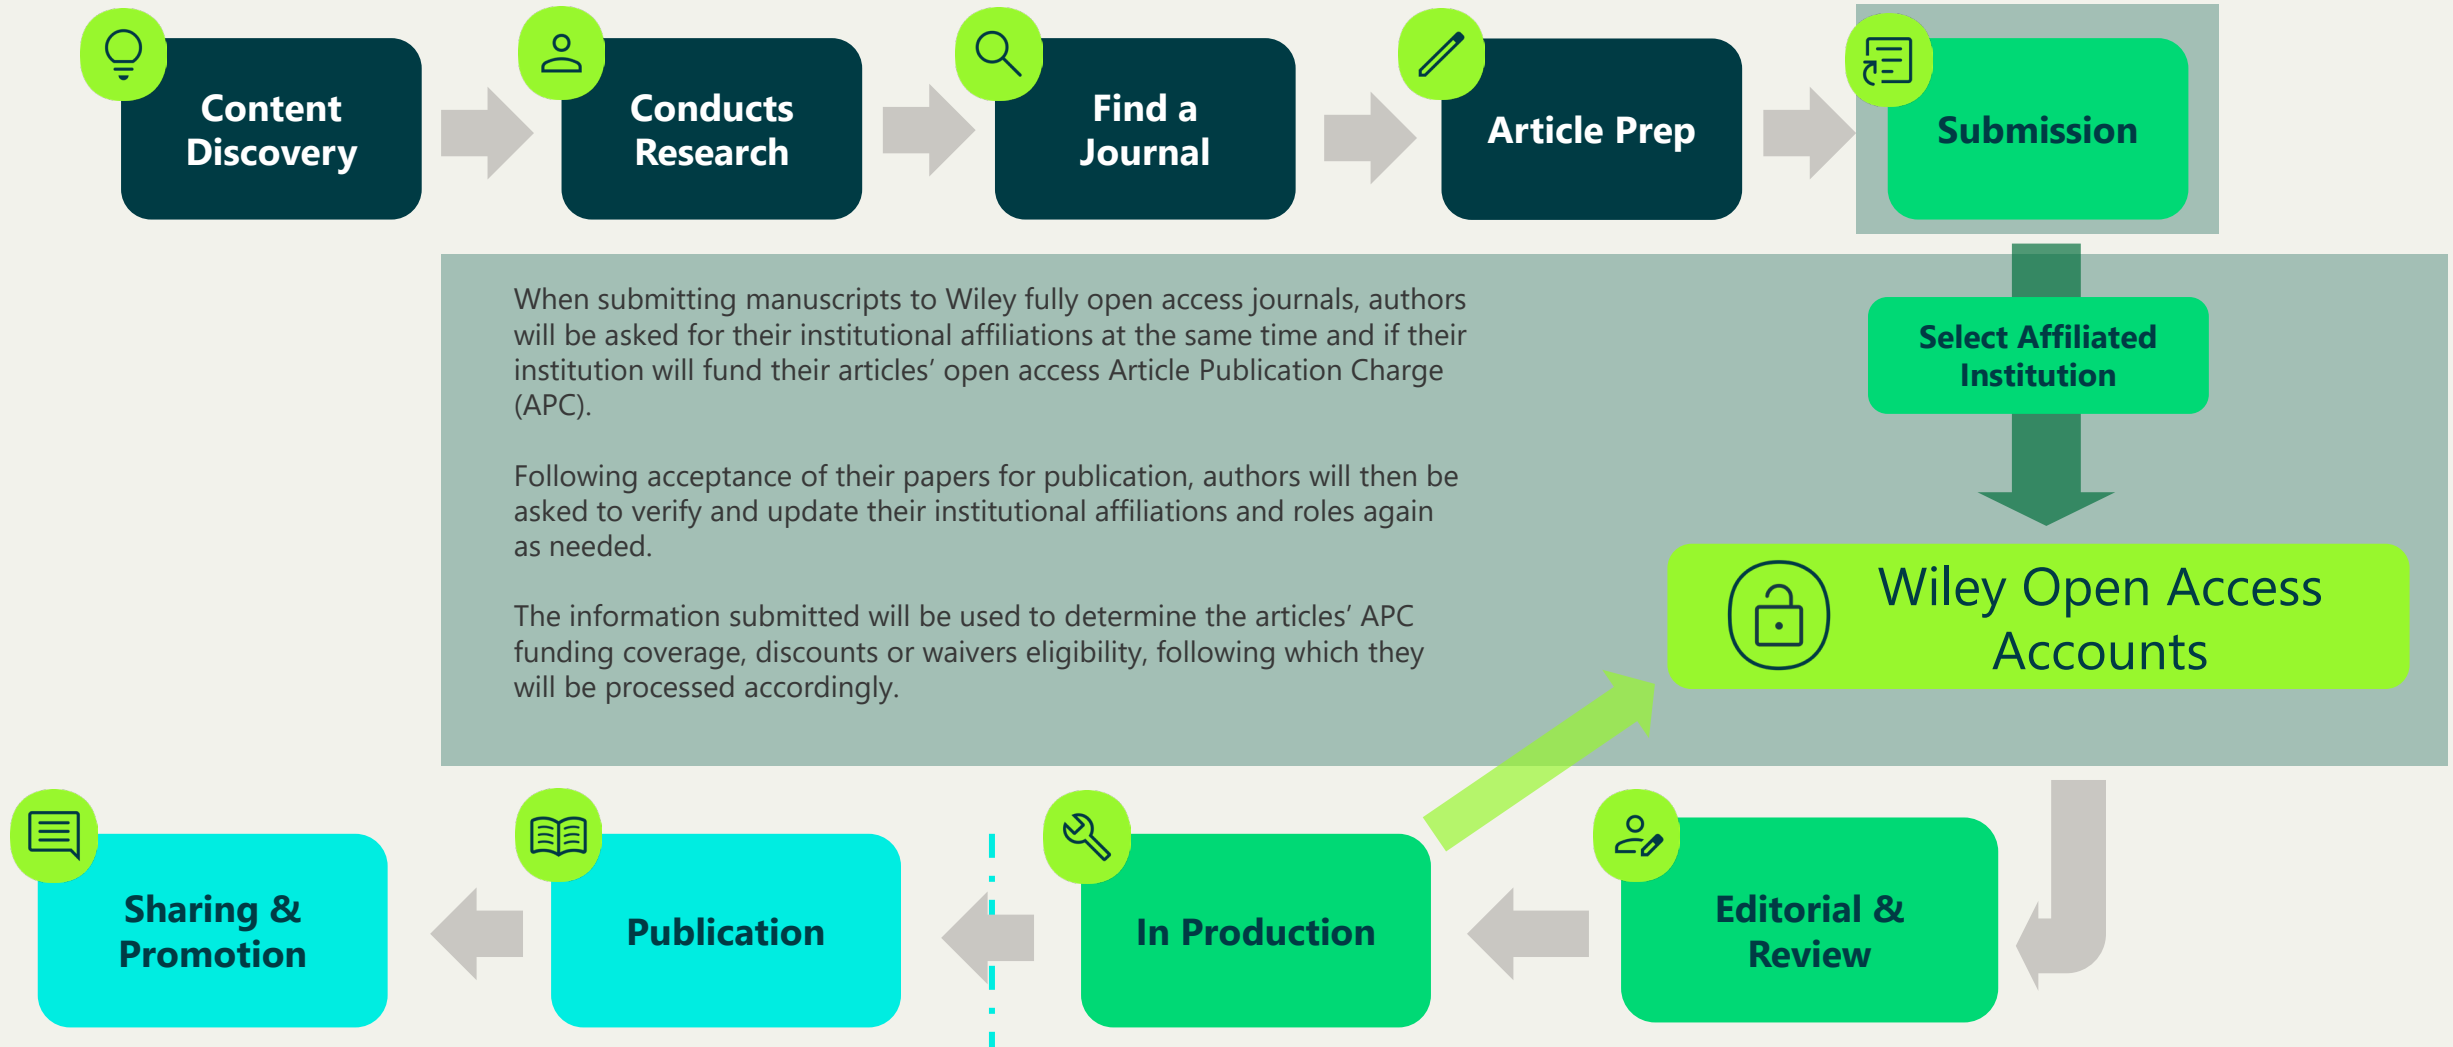 Content
Discovery
Conducts
Research
Find a
Journal
Article Prep
Submission
When submitting manuscripts to Wiley fully open access journals, authors
will be asked for their institutional affiliations at the same time and if their
institution will fund their articles’ open access Article Publication Charge
(APC).
Following acceptance of their papers for publication, authors will then be
asked to verify and update their institutional affiliations and roles again
as needed.
The information submitted will be used to determine the articles’ APC
funding coverage, discounts or waivers eligibility, following which they
will be processed accordingly.
Select Affiliated
Institution
Wiley Open Access
Accounts
Sharing &
Promotion
Publication
In Production
Editorial &
Review